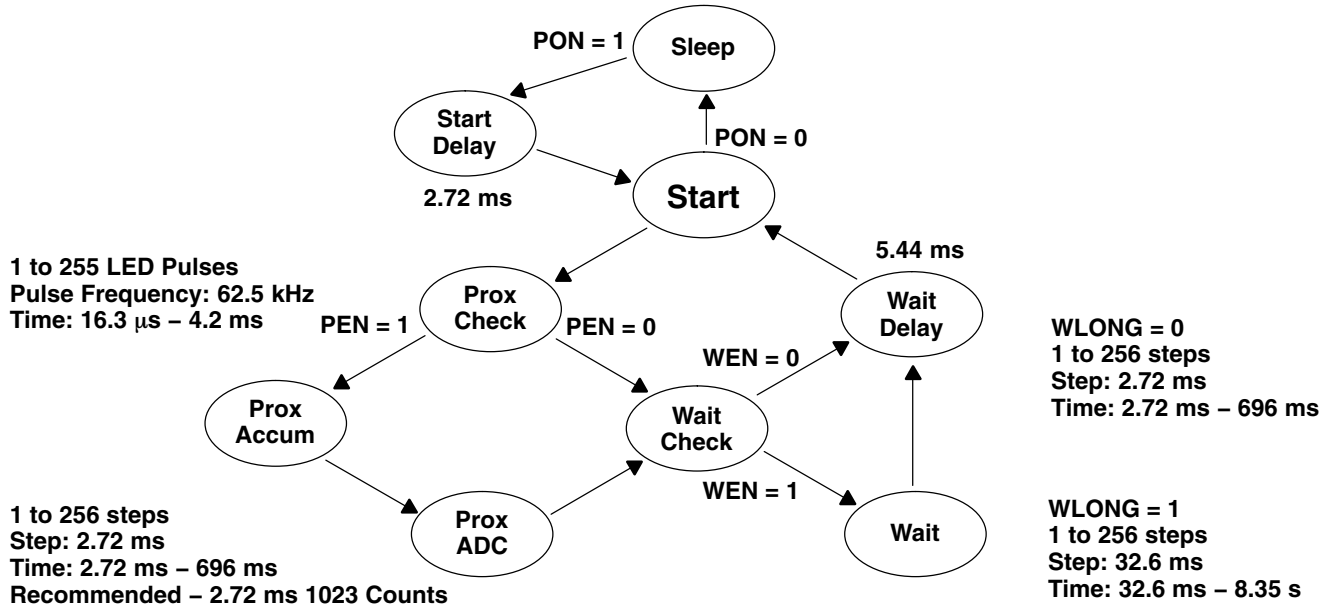 PON = 1
Sleep
Start
Delay
PON = 0
2.72 ms
Start
1 to 255 LED Pulses
Pulse Frequency: 62.5 kHz
Time: 16.3 μs – 4.2 ms
PEN = 1
Prox
Check
PEN = 0
5.44 ms
Wait
Delay
WEN = 0
WLONG = 0
1 to 256 steps
Step: 2.72 ms
Time: 2.72 ms – 696 ms
Prox
Accum
Wait
Check
WEN = 1
1 to 256 steps
Step: 2.72 ms
Time: 2.72 ms – 696 ms
Recommended – 2.72 ms 1023 Counts
Prox
ADC
Wait
WLONG = 1
1 to 256 steps
Step: 32.6 ms
Time: 32.6 ms – 8.35 s